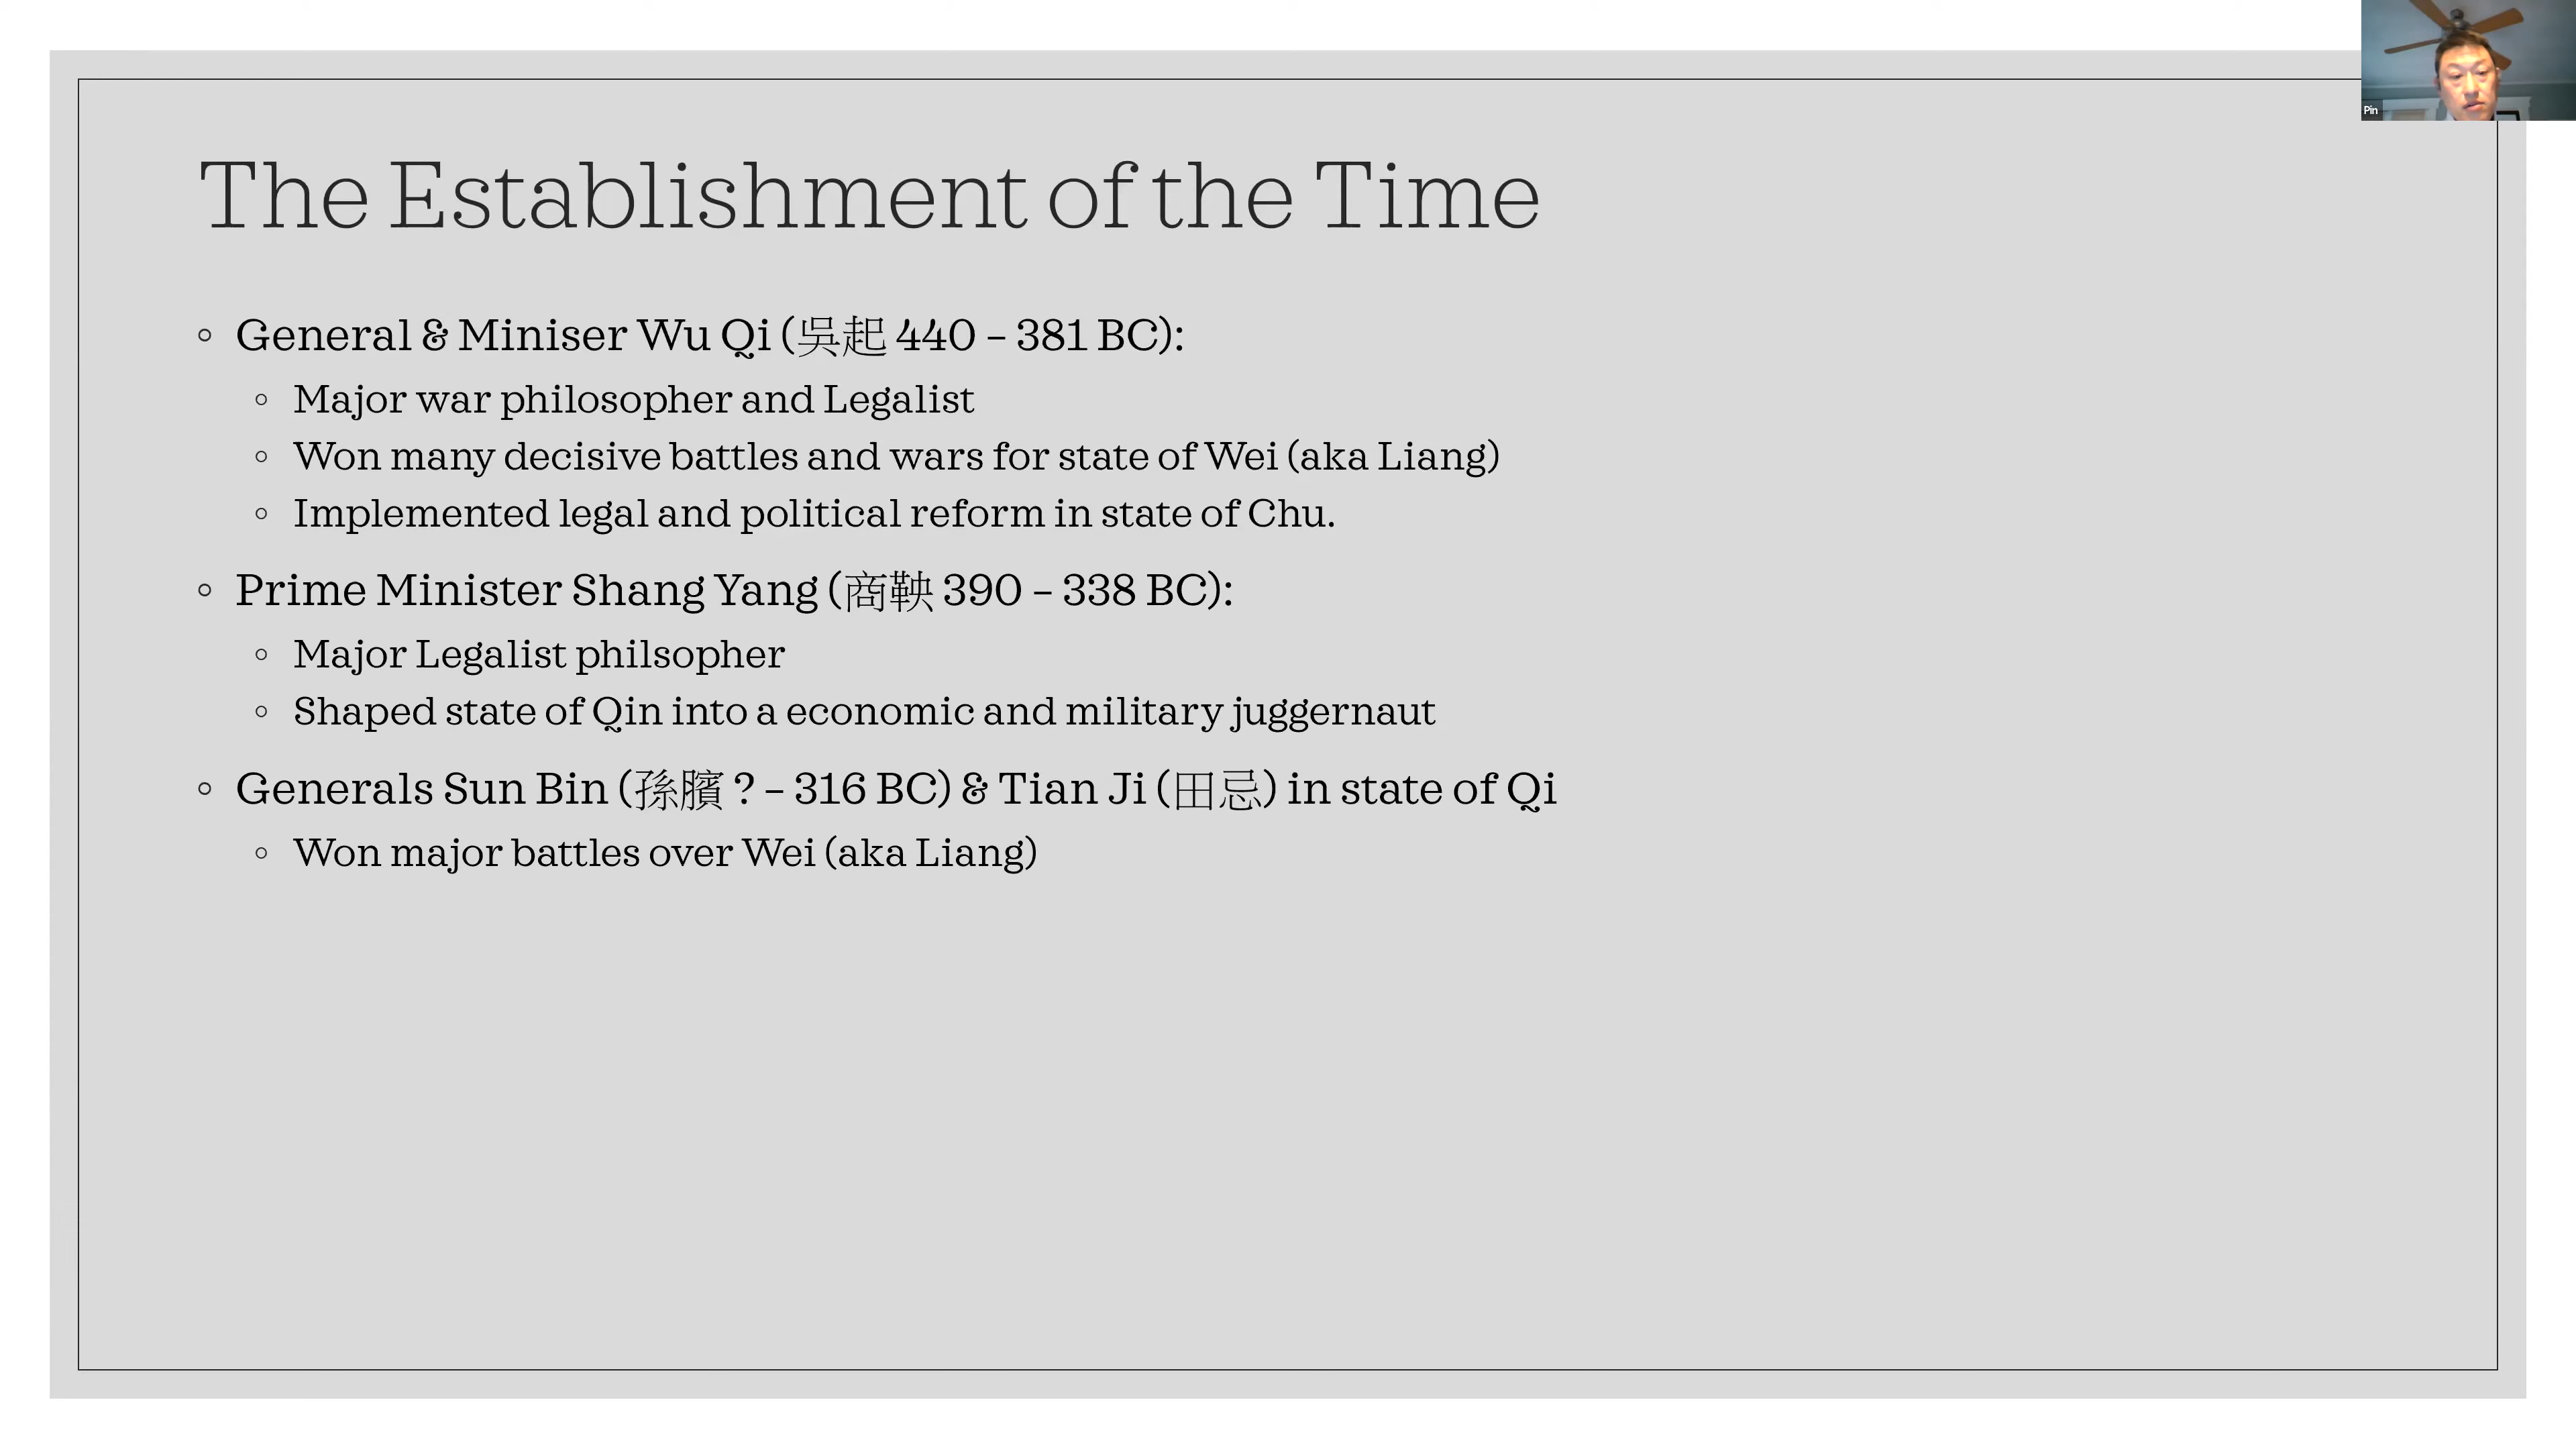 The Establishment of the Time
General & Miniser Wu Qi (吳起 440 – 381 BC):
Major war philosopher and Legalist
Won many decisive battles and wars for state of Wei (aka Liang)
Implemented legal and political reform in state of Chu.
Prime Minister Shang Yang (商鞅 390 – 338 BC):
Major Legalist philsopher
Shaped state of Qin into a economic and military juggernaut
Generals Sun Bin (孫臏 ? – 316 BC) & Tian Ji (田忌) in state of Qi
Won major battles over Wei (aka Liang)
Pin